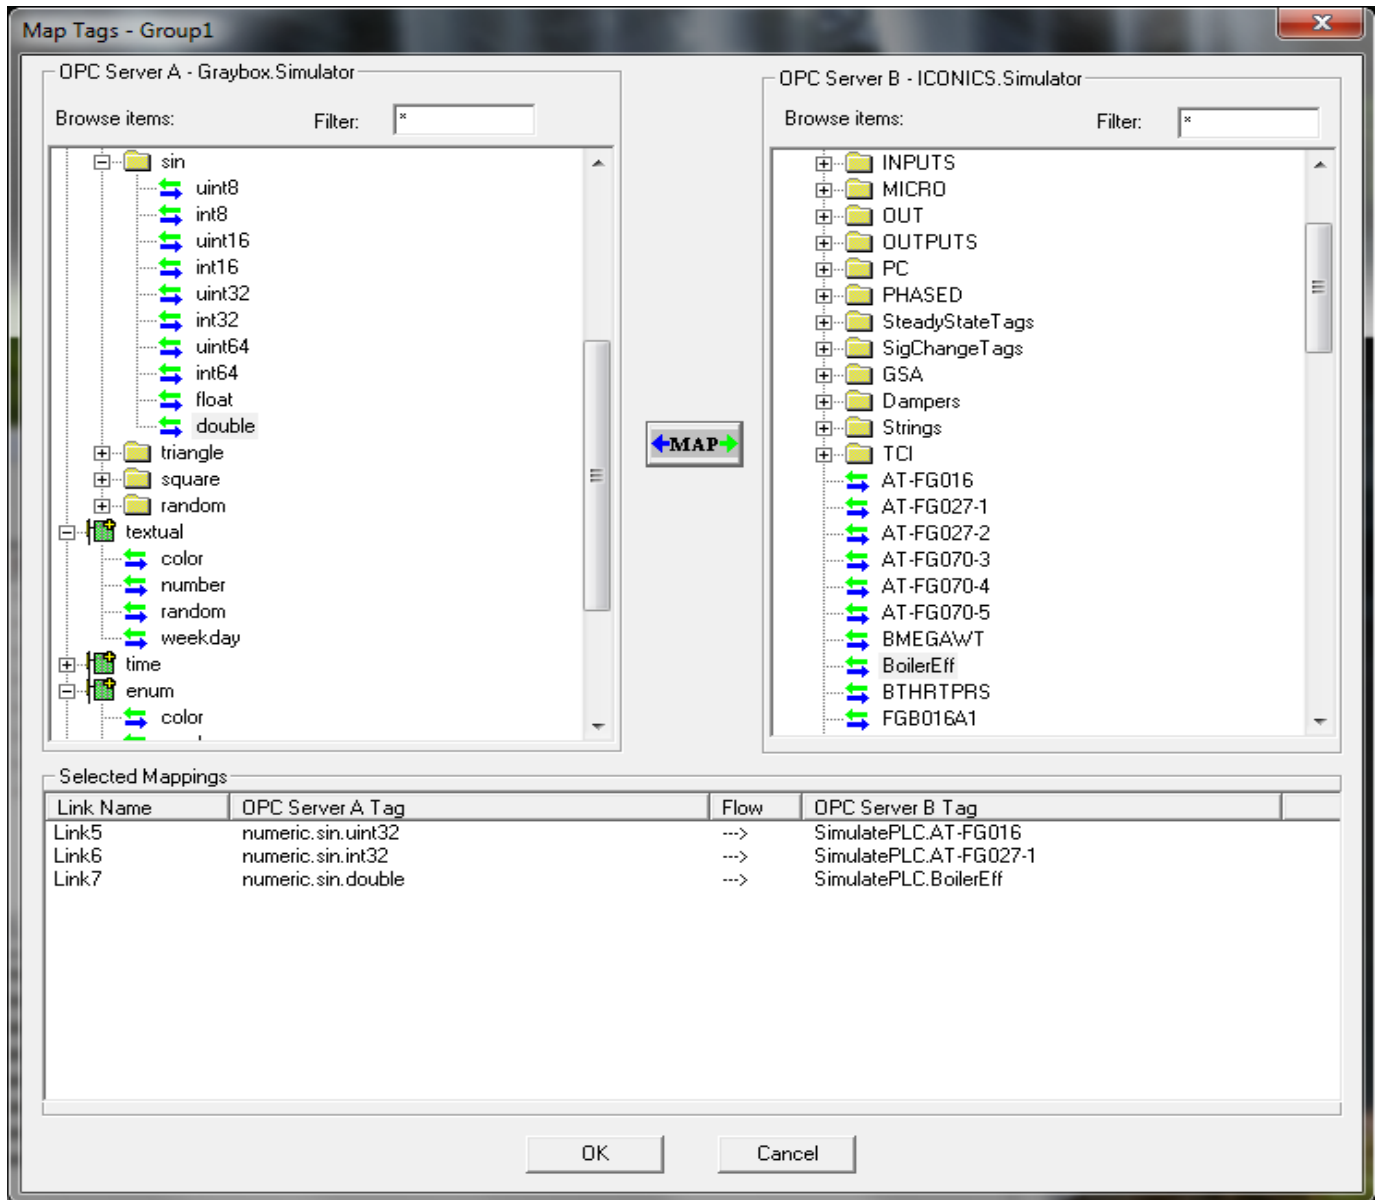 Map Tags - Group1
OPC Server A - Graybox.Simulator
Browse items:
Filter:
*
sin
uint8
int8
uint16
int16
uint32
int32
uint64
int64
float
double
triangle
square
random
textual
color
number
random
weekday
time
enum
color
MAP
OPC Server B - ICONICS.Simulator
Browse items:
Filter:
*
INPUTS
MICRO
OUT
OUTPUTS
PC
PHASED
SteadyStateTags
SigChangeTags
GSA
Dampers
Strings
TCI
AT-FG016
AT-FG027-1
AT-FG027-2
AT-FG070-3
AT-FG070-4
AT-FG070-5
BMEGAWT
BoilerEff
BTHRTPRS
FGB016A1
Selected Mappings
Link Name OPC Server A Tag Flow OPC Server B Tag
Link5 numeric.sin.uint32 ---> SimulatePLC.AT-FG016
Link6 numeric.sin.int32 ---> SimulatePLC.AT-FG027-1
Link7 numeric.sin.double ---> SimulatePLC.BoilerEff
OK Cancel